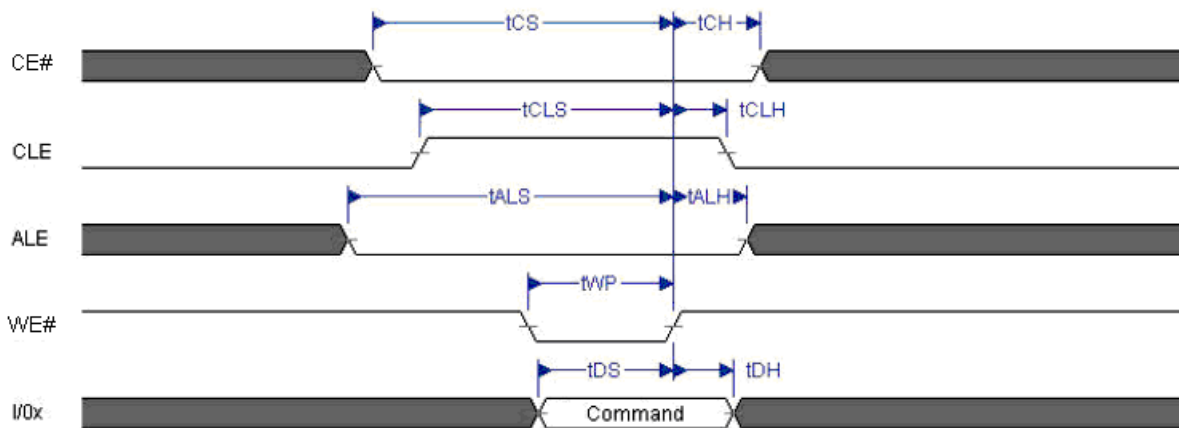 tCS tCH
CE#
tCLS tCLH
CLE
tALS tALH
ALE
tWP
WE#
tDS tDH
I/0x Command